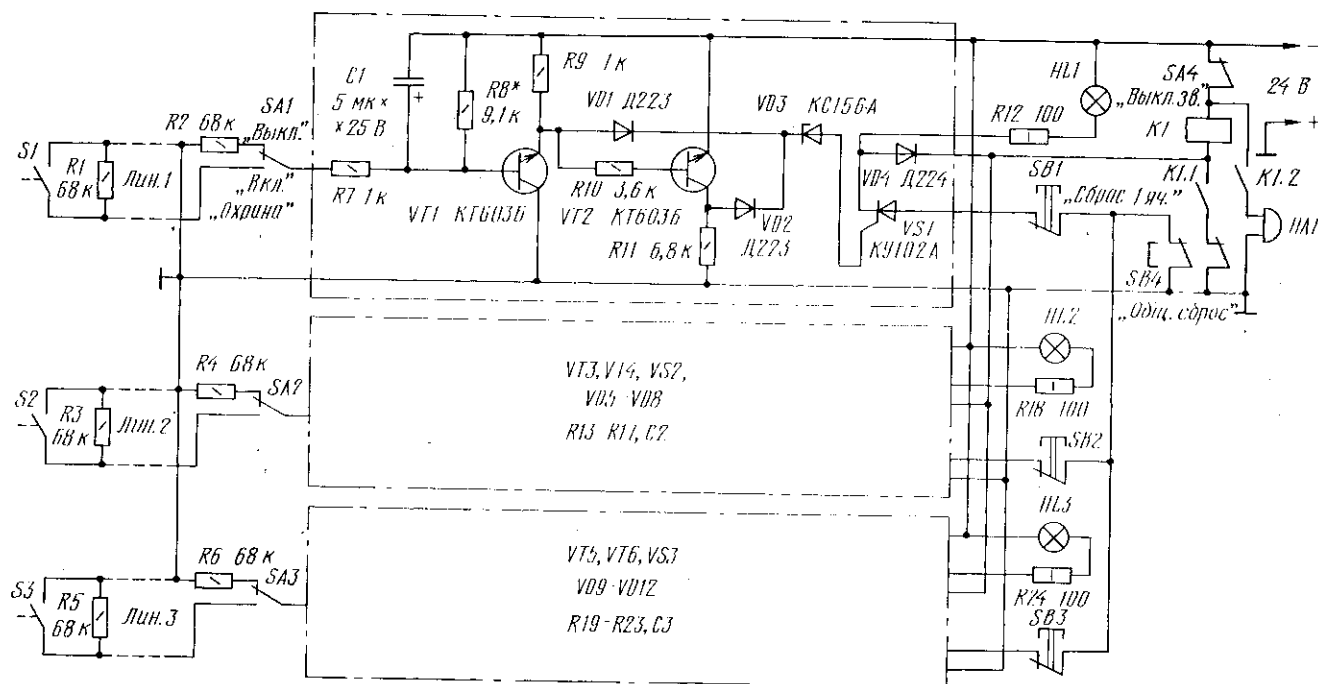 C1
5 мк ×
× 25 В
R8*
9,1 к
R9 1 к
VD1 Д223
VD3 КС156А
HL1
SA4
„Выкл.зв."
24 В
–
+
R2 68 к
SA1
„Выкл."
R12 100
K1
S1
R1
68 к
Лин.1
„Вкл."
„Охрана"
R7 1 к
VT1 КТ603Б
R10 3,6 к
VT2 КТ603Б
R11 6,8 к
VD2
Д223
VD4 Д224
VS1
КУ102А
SB1
„Сброс 1 яч."
K1.1
K1.2
HA1
SB4
„Общ. сброс"
R4 68 к
SA2
S2
R3
68 к
Лин.2
VT3, VT4, VS2,
VD5-VD8
R13-R17, C2
HL2
R18 100
SB2
R6 68 к
SA3
S3
R5
68 к
Лин.3
VT5, VT6, VS3
VD9-VD12
R19-R23, C3
HL3
R24 100
SB3